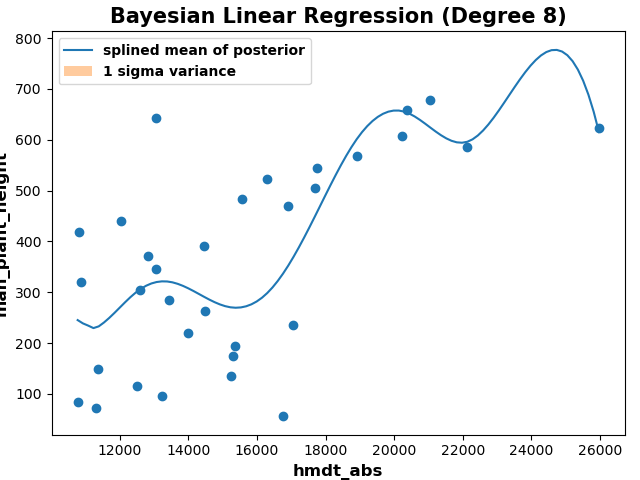 Bayesian Linear Regression (Degree 8)
splined mean of posterior
1 sigma variance
800
700
600
500
400
300
200
100
12000 14000 16000 18000 20000 22000 24000 26000
hmdt_abs